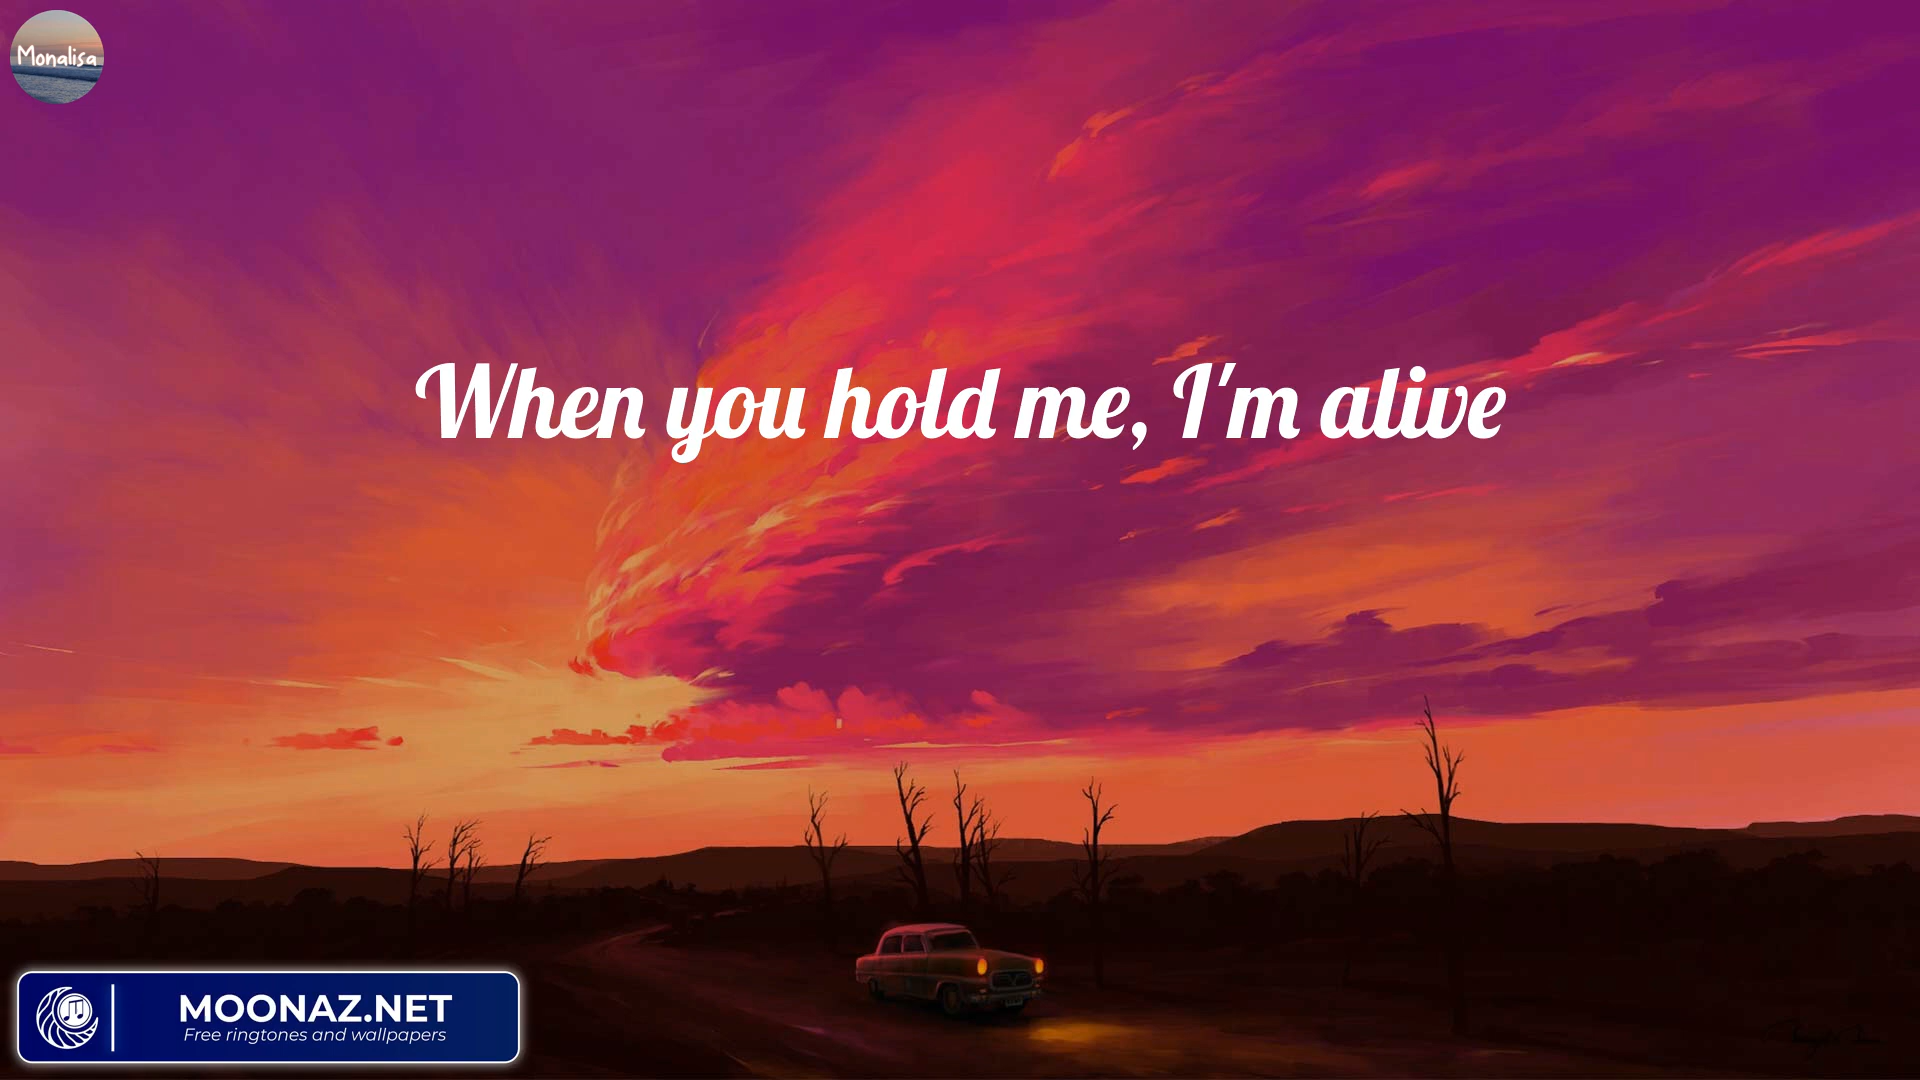 Monalisa
When you hold me, I'm alive
MOONAZ.NET
Free ringtones and wallpapers